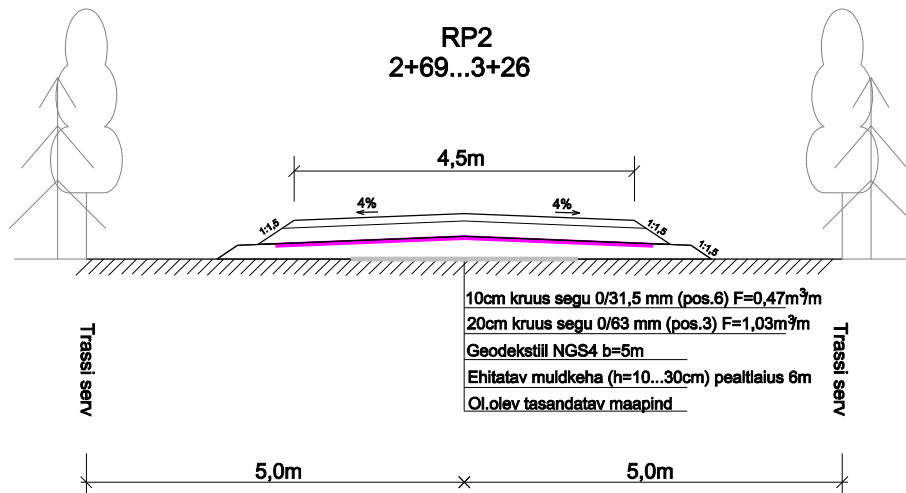 RP2
2+69...3+26
4,5m
4%
4%
1:1,5
1:1,5
1:1,5
10cm kruus segu 0/31,5 mm (pos.6) F=0,47m³/m
20cm kruus segu 0/63 mm (pos.3) F=1,03m³/m
Geodekstiil NGS4 b=5m
Ehitatav muldkeha (h=10...30cm) pealtlaius 6m
Ol.olev tasandatav maapind
Trassi serv
Trassi serv
5,0m
5,0m